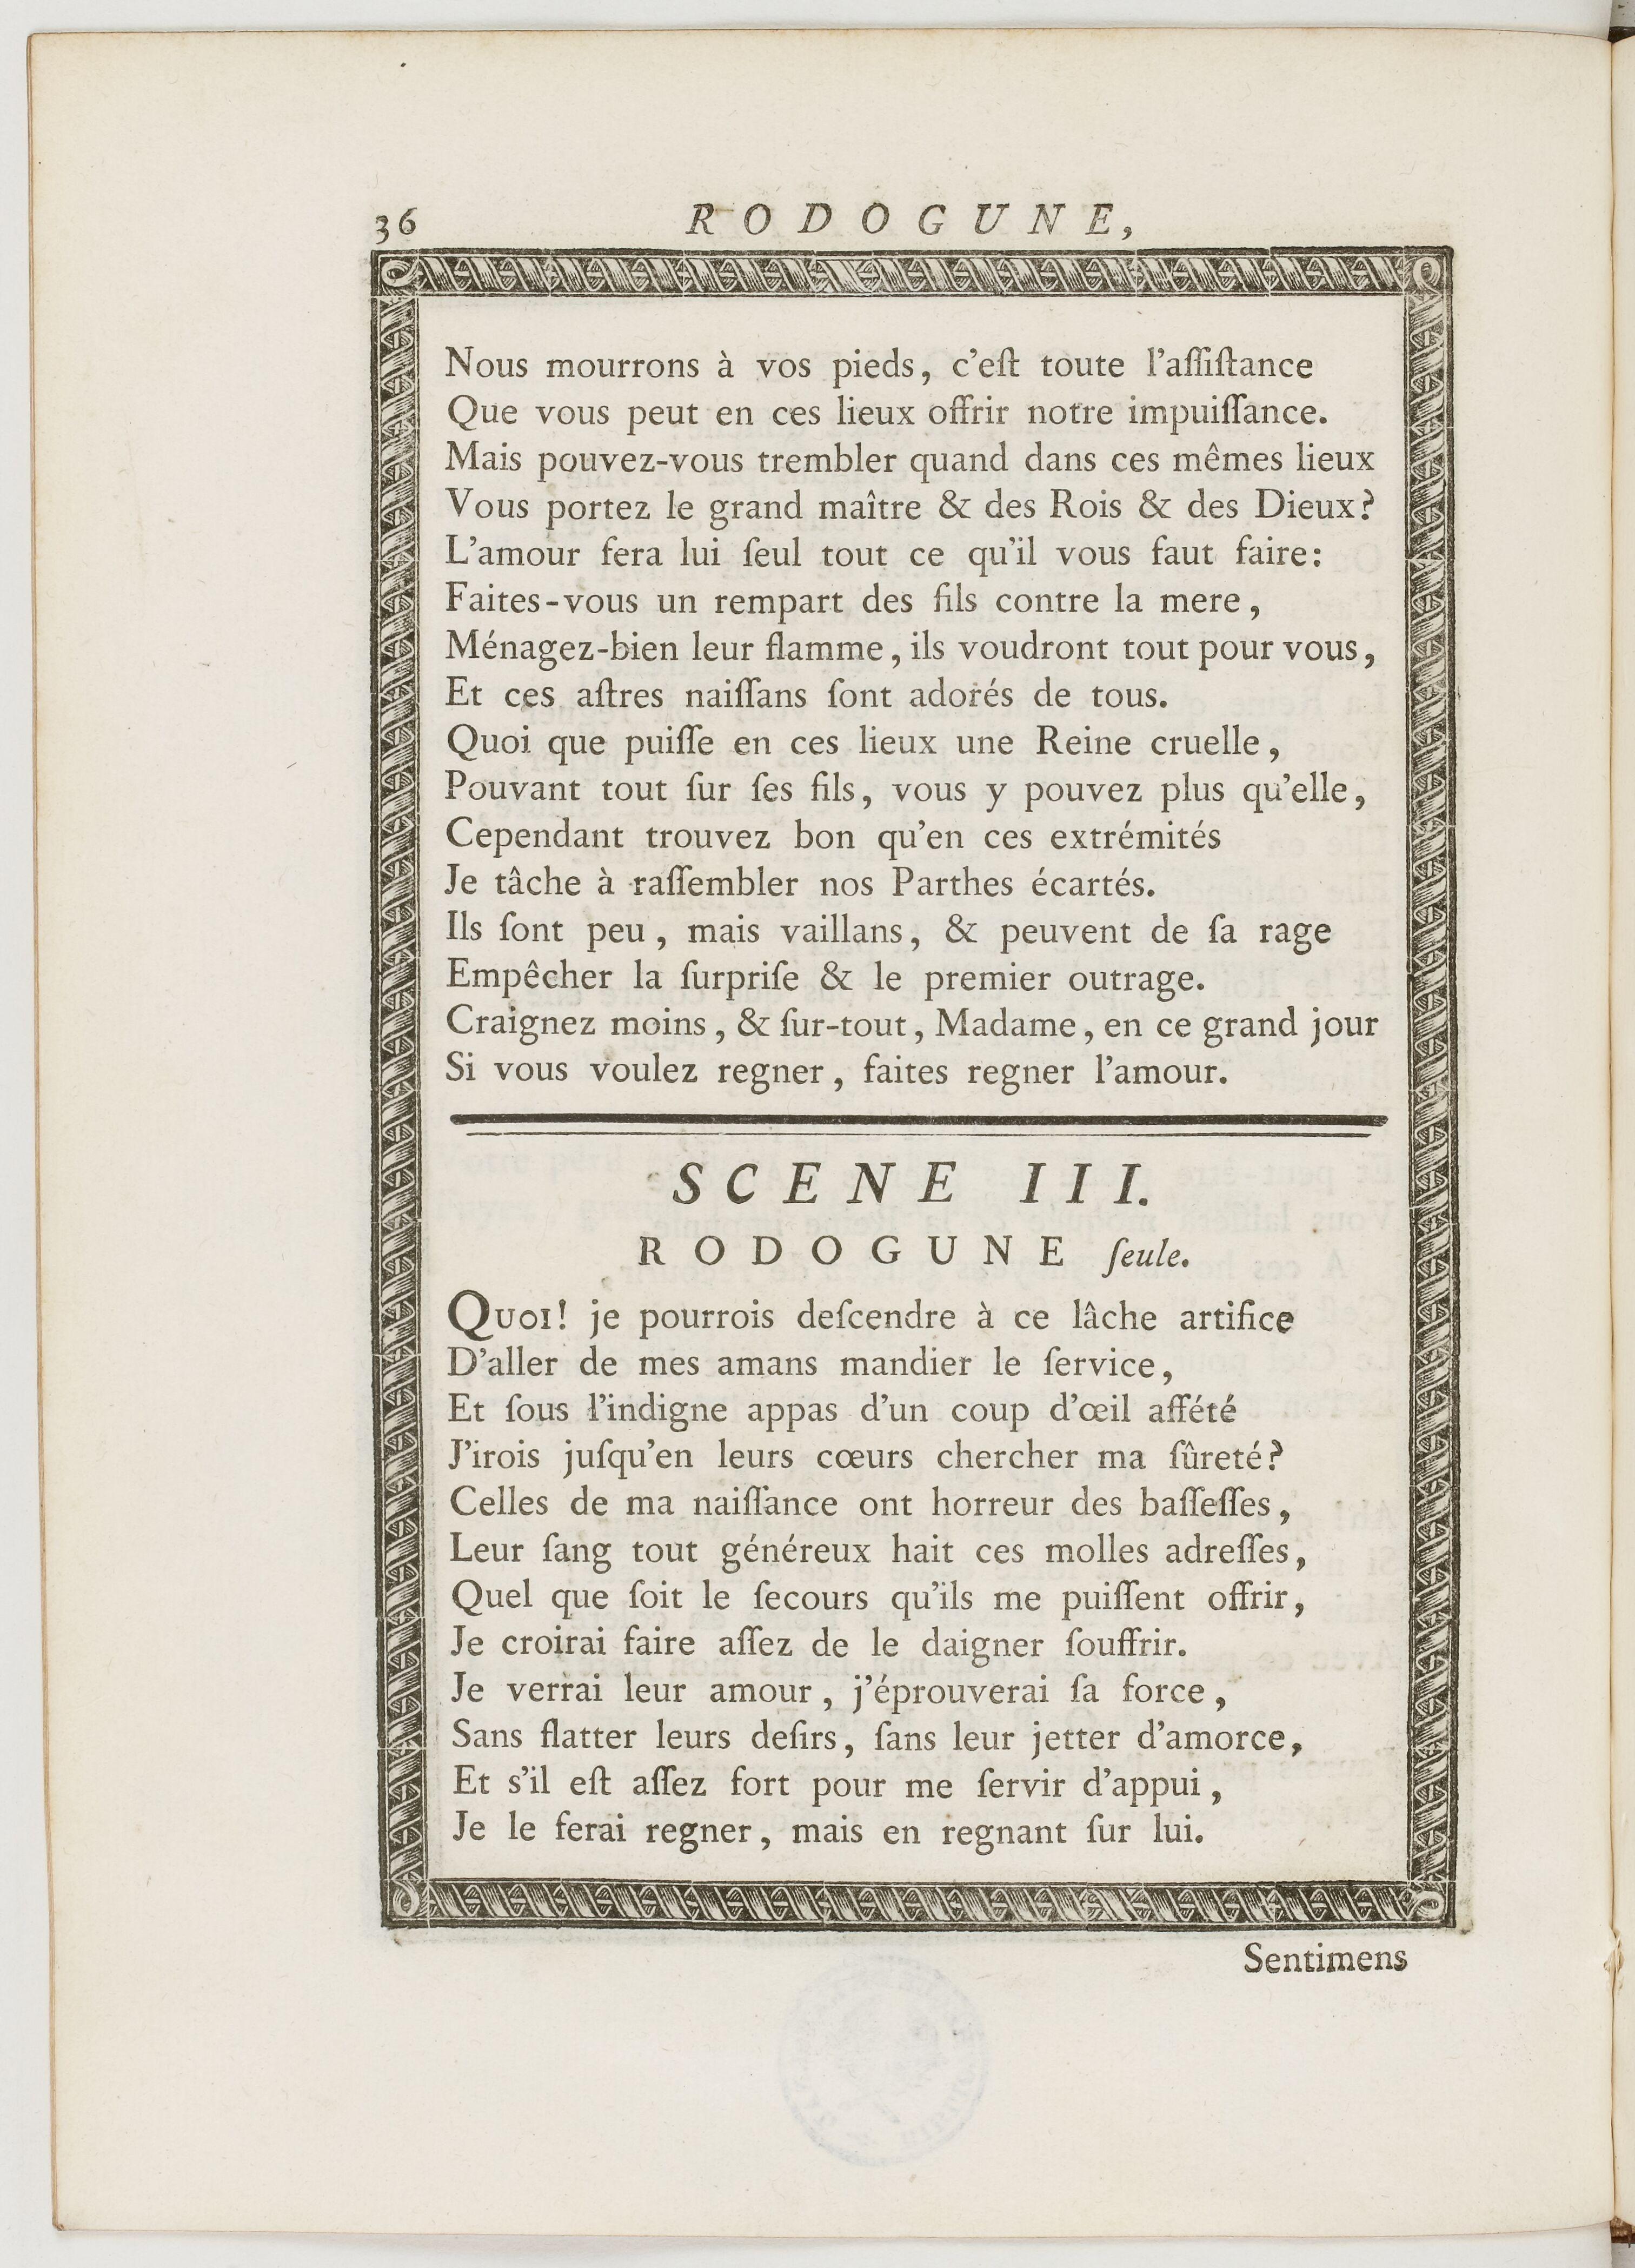 36 RODOGUNE,
Nous mourrons à vos pieds, c'eſt toute l'aſſiſtance
Que vous peut en ces lieux offrir notre impuiſſance.
Mais pouvez-vous trembler quand dans ces mêmes lieux
Vous portez le grand maître & des Rois & des Dieux?
L'amour fera lui ſeul tout ce qu'il vous faut faire:
Faites-vous un rempart des fils contre la mere,
Ménagez-bien leur flamme, ils voudront tout pour vous,
Et ces aſtres naiſſans ſont adorés de tous.
Quoi que puiſſe en ces lieux une Reine cruelle,
Pouvant tout ſur ſes fils, vous y pouvez plus qu'elle,
Cependant trouvez bon qu'en ces extrémités
Je tâche à raſſembler nos Parthes écartés.
Ils ſont peu, mais vaillans, & peuvent de ſa rage
Empêcher la ſurpriſe & le premier outrage.
Craignez moins, & ſur-tout, Madame, en ce grand jour
Si vous voulez regner, faites regner l'amour.
SCENE III.
RODOGUNE ſeule.
QUOI! je pourrois deſcendre à ce lâche artifice
D'aller de mes amans mandier le ſervice,
Et ſous l'indigne appas d'un coup d'œil affété
J'irois juſqu'en leurs cœurs chercher ma ſûreté?
Celles de ma naiſſance ont horreur des baſſeſſes,
Leur ſang tout généreux hait ces molles adreſſes,
Quel que ſoit le ſecours qu'ils me puiſſent offrir,
Je croirai faire aſſez de le daigner ſouffrir.
Je verrai leur amour, j'éprouverai ſa force,
Sans flatter leurs deſirs, ſans leur jetter d'amorce,
Et s'il eſt aſſez fort pour me ſervir d'appui,
Je le ferai regner, mais en regnant ſur lui.
Sentimens